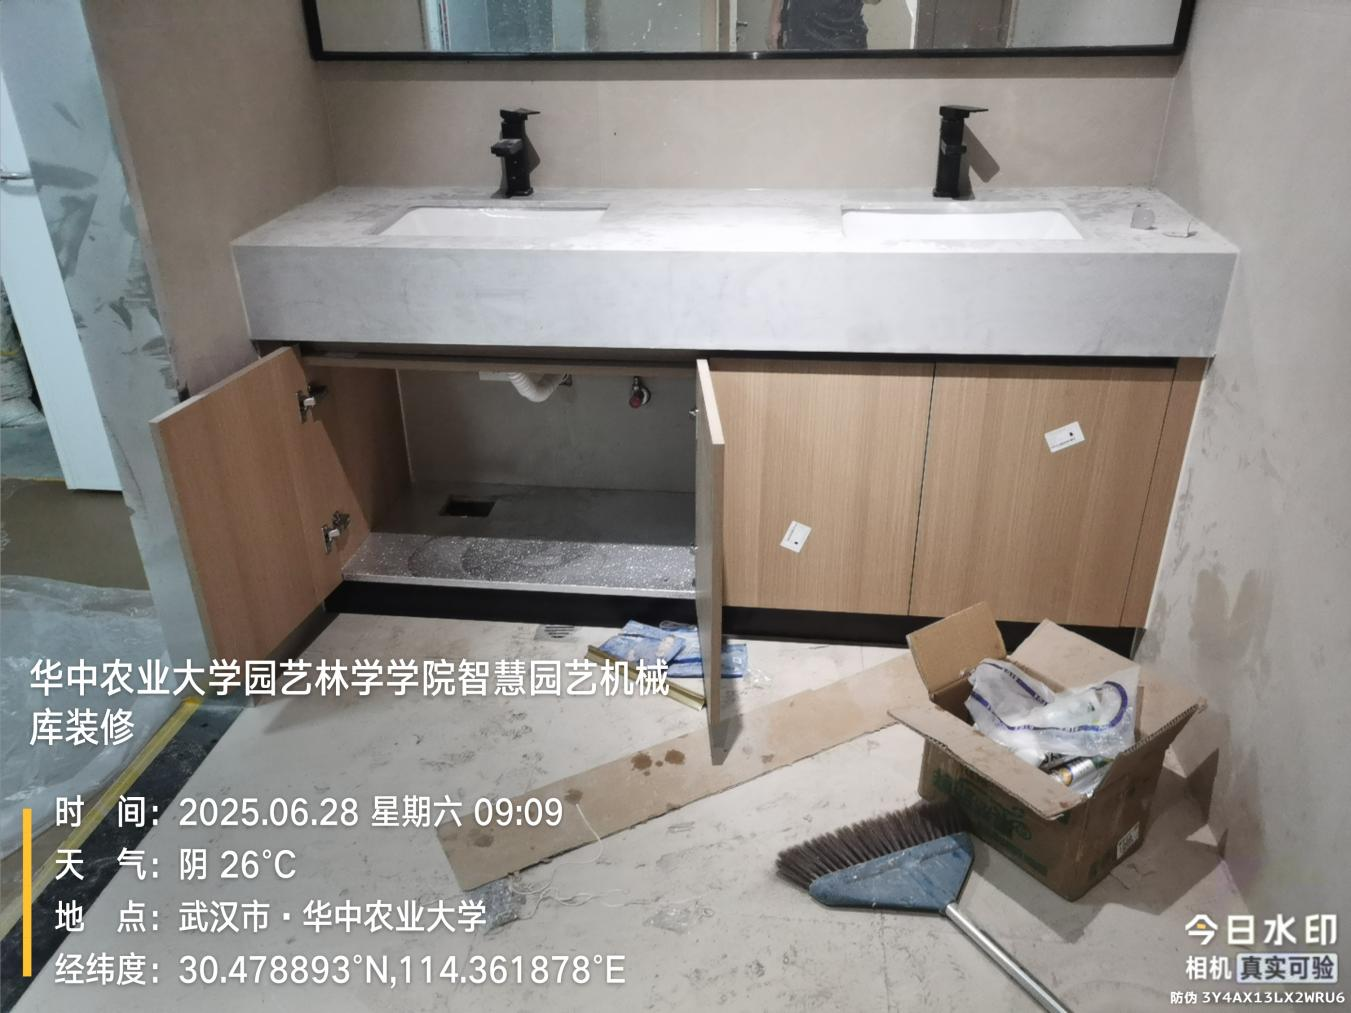 华中农业大学园艺林学学院智慧园艺机械
库装修
时 间：2025.06.28 星期六 09:09
天 气：阴 26°C
地 点：武汉市·华中农业大学
经纬度：30.478893°N,114.361878°E
今日水印
相机 真实可验
防伪 3Y4AX13LX2WRU6